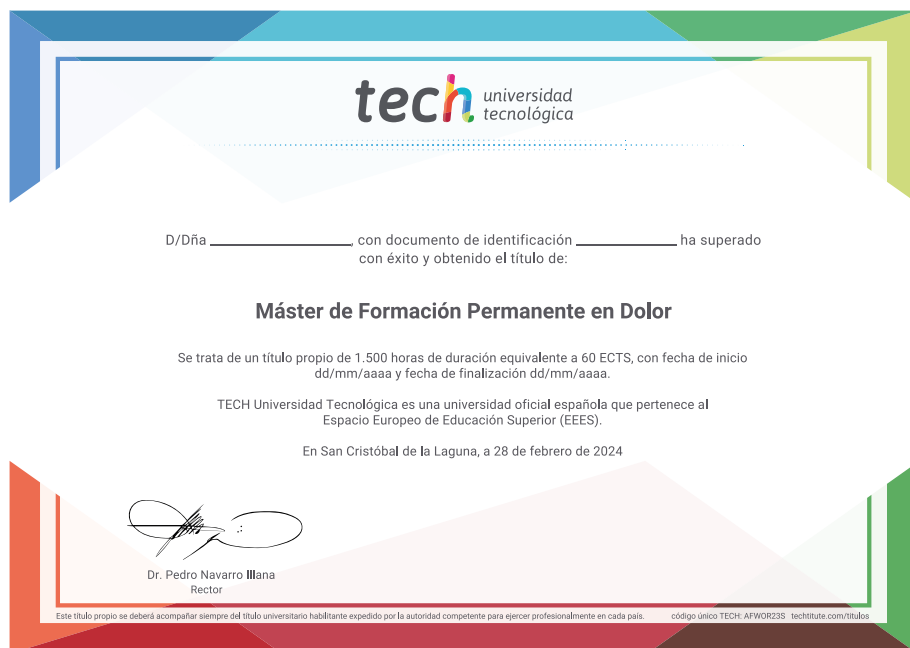 tech universidad
tecnológica
D/Dña ____________________, con documento de identificación ______________ ha superado
con éxito y obtenido el título de:
Máster de Formación Permanente en Dolor
Se trata de un título propio de 1.500 horas de duración equivalente a 60 ECTS, con fecha de inicio
dd/mm/aaaa y fecha de finalización dd/mm/aaaa.
TECH Universidad Tecnológica es una universidad oficial española que pertenece al
Espacio Europeo de Educación Superior (EEES).
En San Cristóbal de la Laguna, a 28 de febrero de 2024
Dr. Pedro Navarro Illana
Rector
Este título propio se deberá acompañar siempre del título universitario habilitante expedido por la autoridad competente para ejercer profesionalmente en cada país. código único TECH: AFWOR23S techtitute.com/titulos